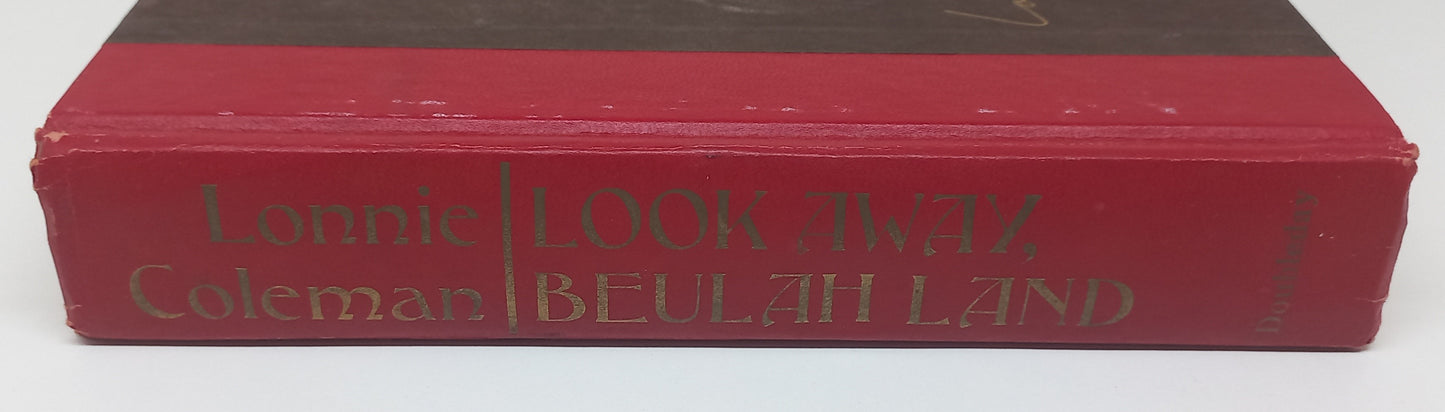 Lonnie
Coleman
LOOK AWAY,
BEULAH LAND
Doubleday